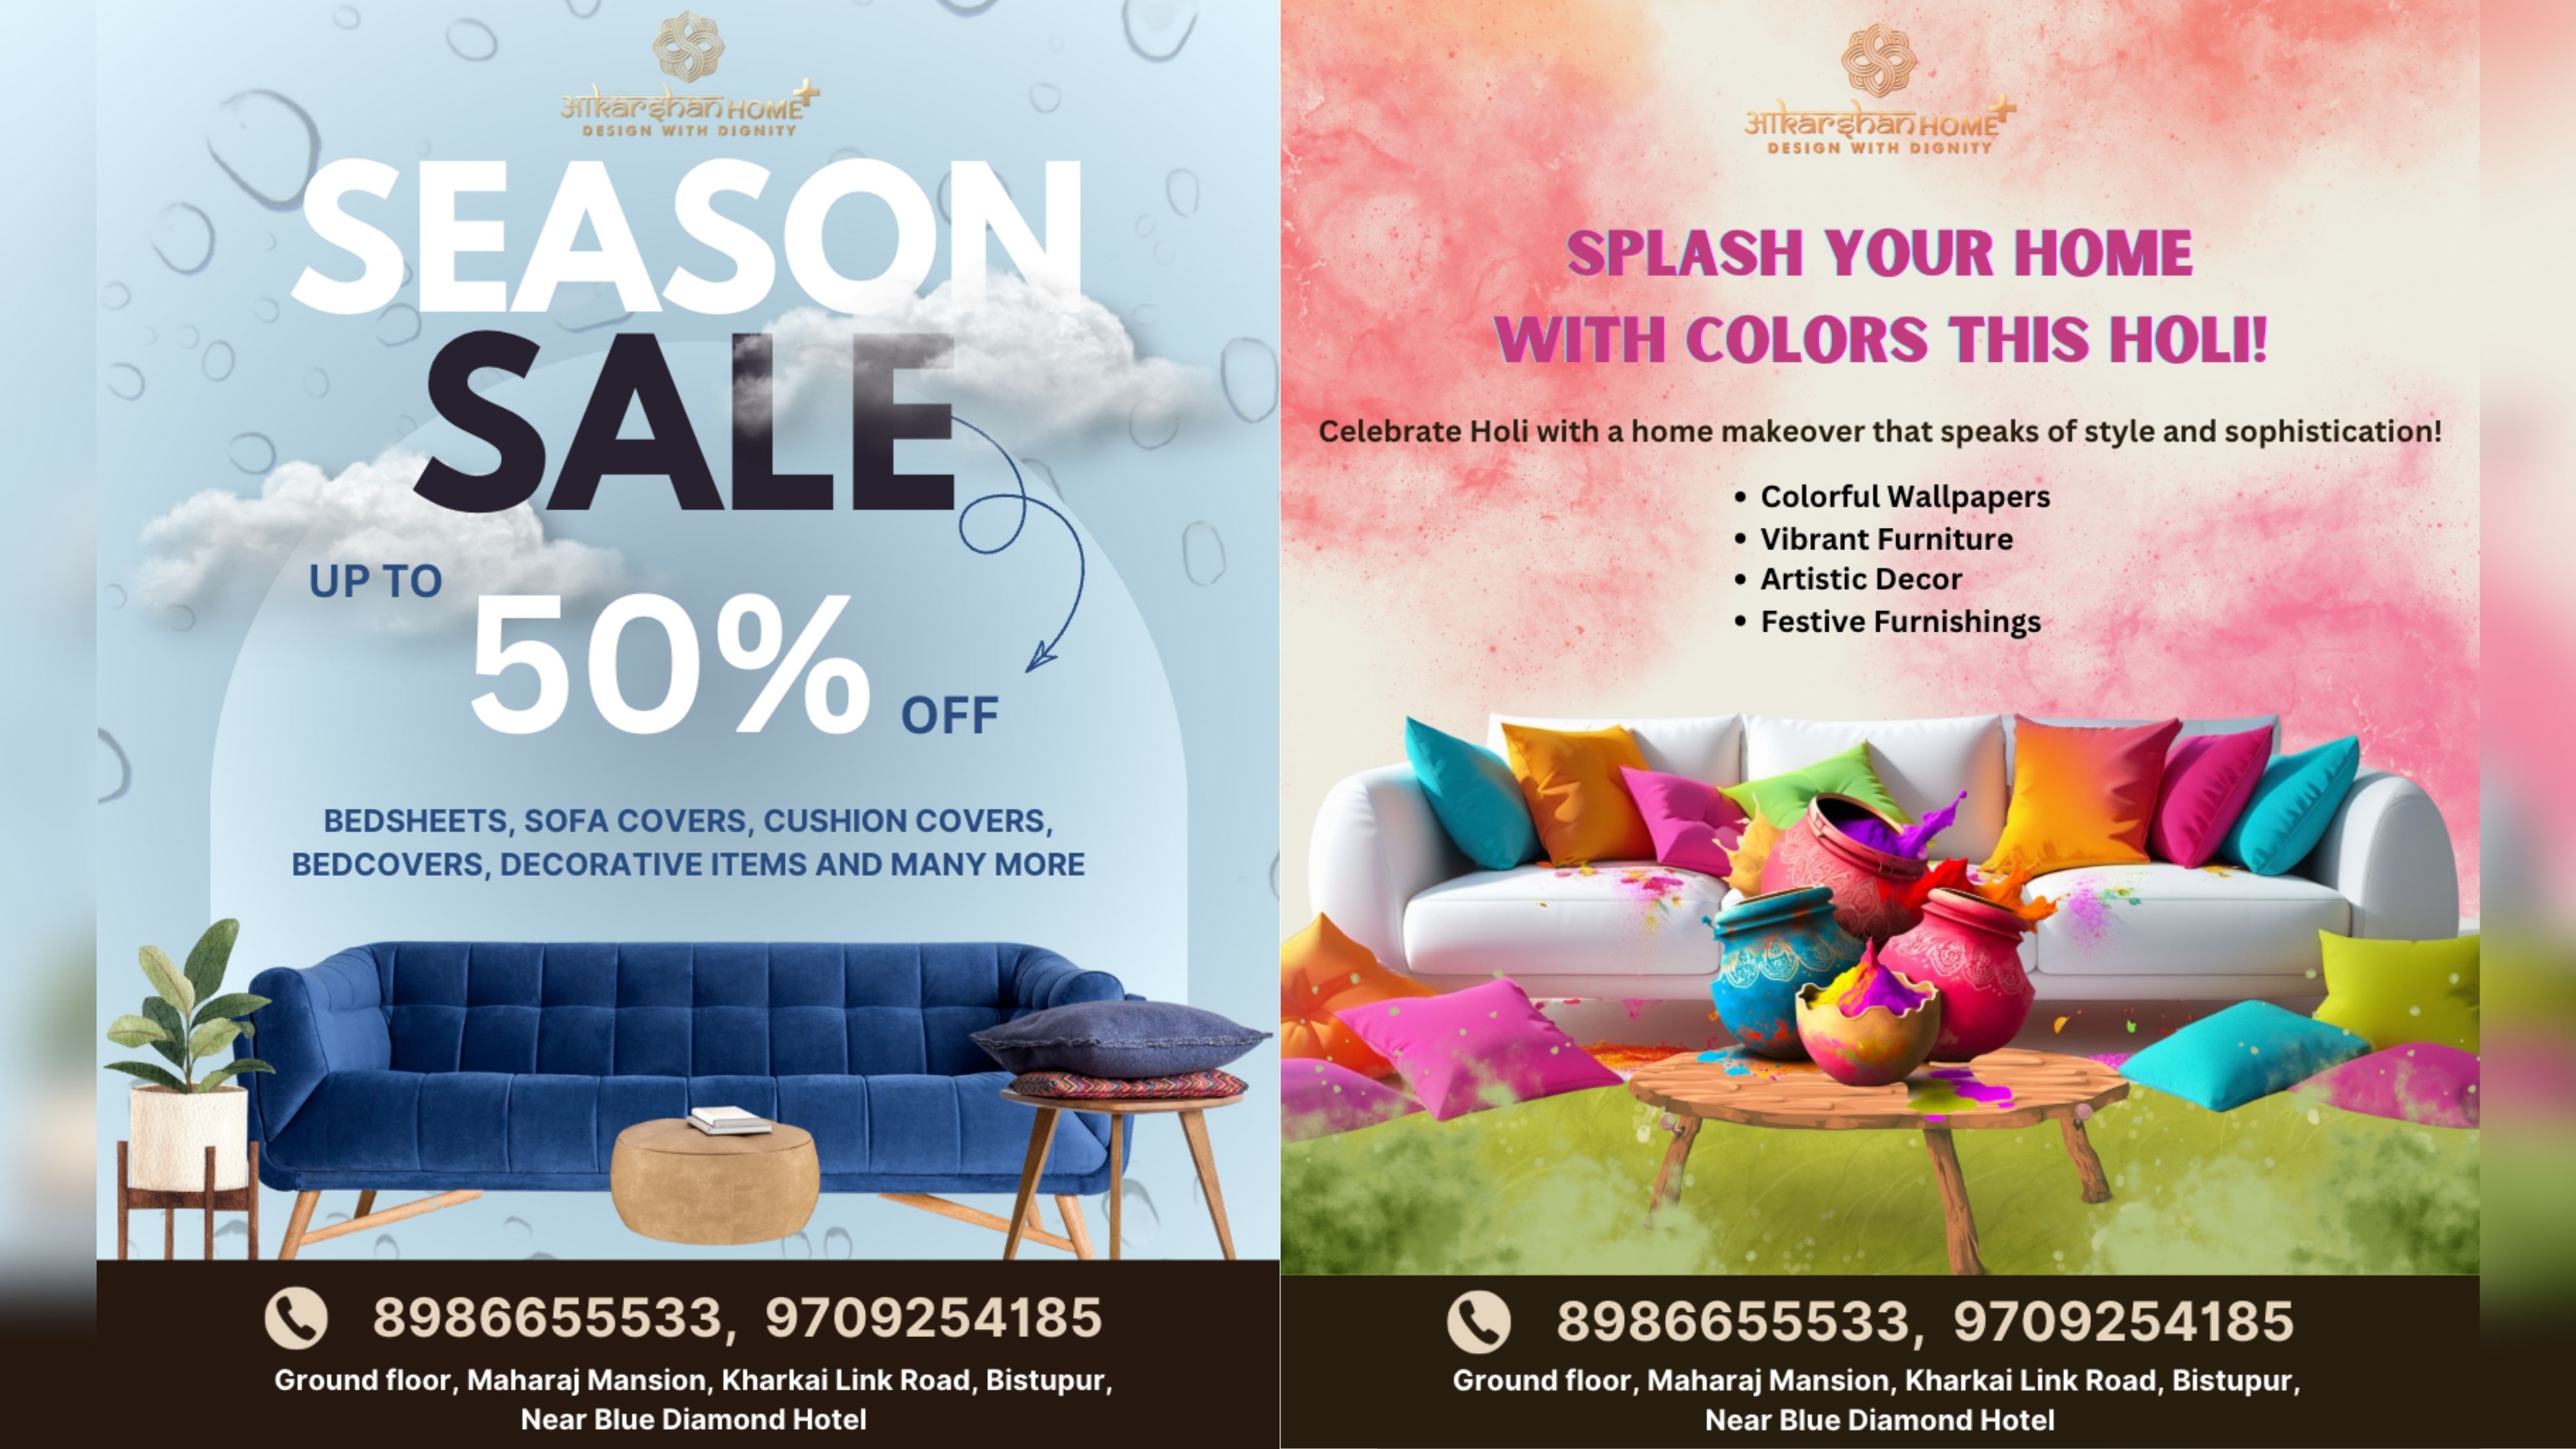 आkarshan HOME+
DESIGN WITH DIGNITY
SEASON
SALE
UP TO
50%
OFF
BEDSHEETS, SOFA COVERS, CUSHION COVERS,
BEDCOVERS, DECORATIVE ITEMS AND MANY MORE
8986655533, 9709254185
Ground floor, Maharaj Mansion, Kharkai Link Road, Bistupur,
Near Blue Diamond Hotel
आkarshan HOME+
DESIGN WITH DIGNITY
SPLASH YOUR HOME
WITH COLORS THIS HOLI!
Celebrate Holi with a home makeover that speaks of style and sophistication!
• Colorful Wallpapers
• Vibrant Furniture
• Artistic Decor
• Festive Furnishings
8986655533, 9709254185
Ground floor, Maharaj Mansion, Kharkai Link Road, Bistupur,
Near Blue Diamond Hotel